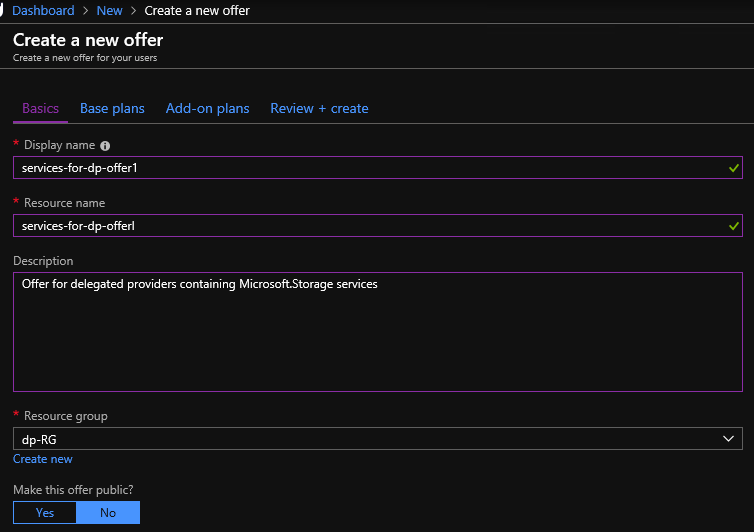 Dashboard > New > Create a new offer
Create a new offer
Create a new offer for your users
Basics Base plans Add-on plans Review + create
* Display name
services-for-dp-offer1
* Resource name
services-for-dp-offerl
Description
Offer for delegated providers containing Microsoft.Storage services
* Resource group
dp-RG
Create new
Make this offer public?
Yes No